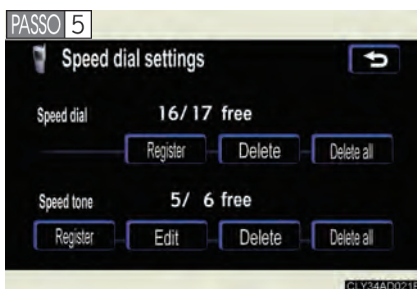 PASSO 5
Speed dial settings
Speed dial 16/17 free
Register Delete Delete all
Speed tone 5/ 6 free
Register Edit Delete Delete all
CLY34AD021B